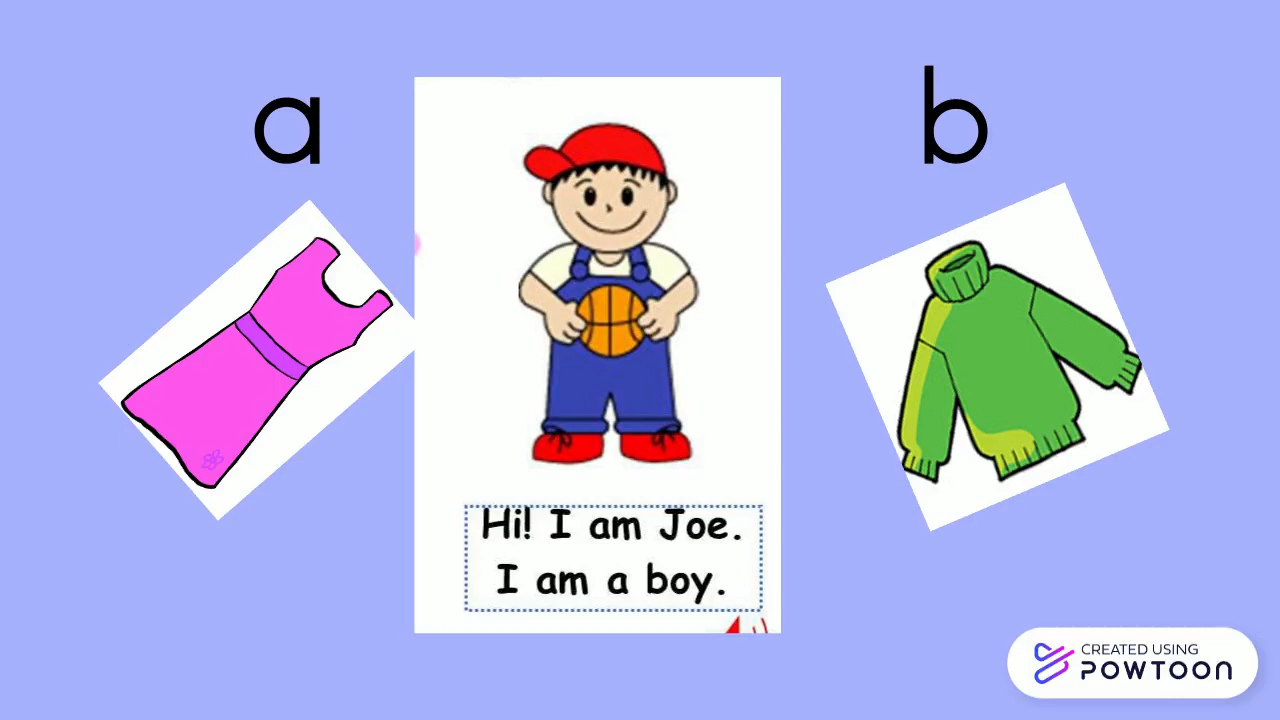 a
b
Hi! I am Joe.
I am a boy.
CREATED USING
POWTOON